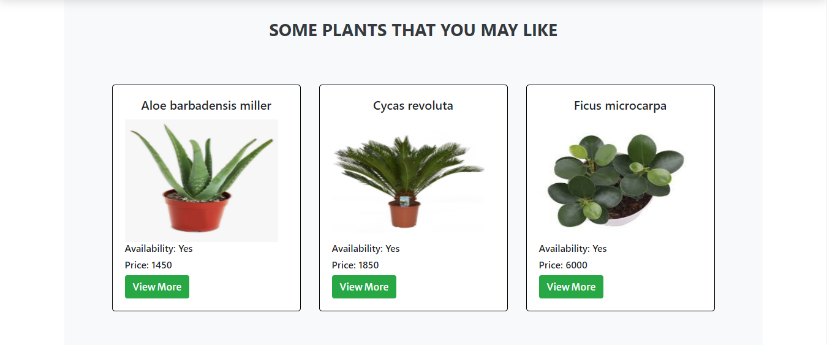 SOME PLANTS THAT YOU MAY LIKE
Aloe barbadensis miller
Availability: Yes
Price: 1450
View More
Cycas revoluta
Availability: Yes
Price: 1850
View More
Ficus microcarpa
Availability: Yes
Price: 6000
View More